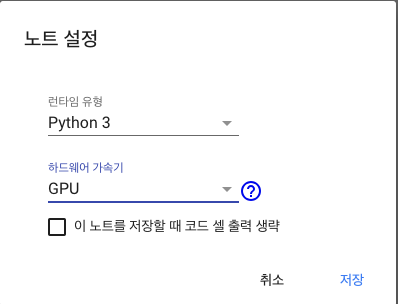 노트 설정
런타임 유형
Python 3
하드웨어 가속기
GPU
?
이 노트를 저장할 때 코드 셀 출력 생략
취소 저장